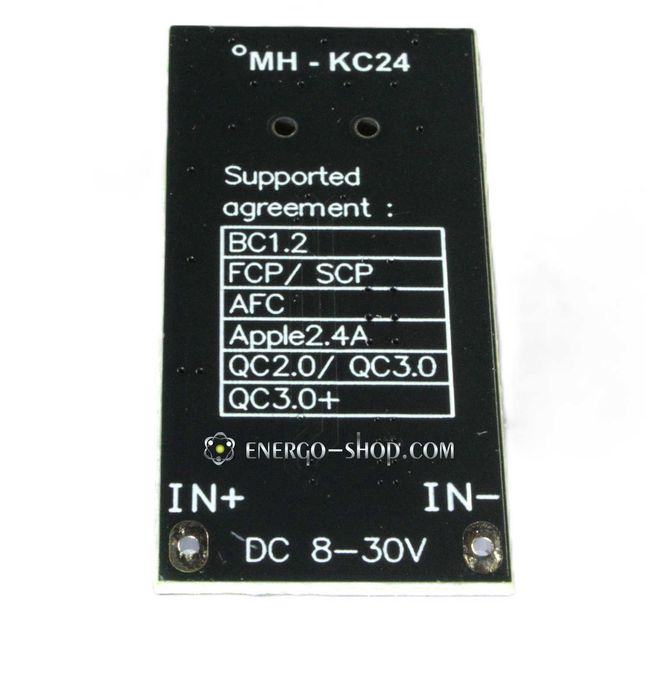 °MH - KC24
Supported
agreement :
BC1.2
FCP/ SCP
AFC
Apple2.4A
QC2.0/ QC3.0
QC3.0+
ENERGO-SHOP.COM
IN+ IN-
DC 8-30V